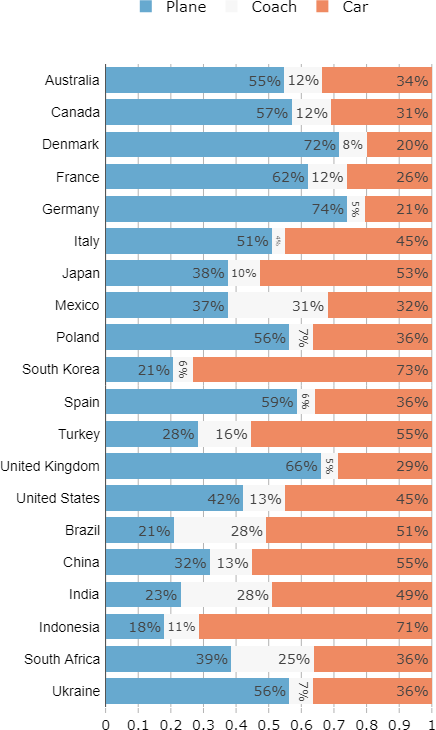 Plane Coach Car
Australia 55% 12% 34%
Canada 57% 12% 31%
Denmark 72% 8% 20%
France 62% 12% 26%
Germany 74% 5% 21%
Italy 51% 4% 45%
Japan 38% 10% 53%
Mexico 37% 31% 32%
Poland 56% 7% 36%
South Korea 21% 6% 73%
Spain 59% 6% 36%
Turkey 28% 16% 55%
United Kingdom 66% 5% 29%
United States 42% 13% 45%
Brazil 21% 28% 51%
China 32% 13% 55%
India 23% 28% 49%
Indonesia 18% 11% 71%
South Africa 39% 25% 36%
Ukraine 56% 7% 36%
0 0.1 0.2 0.3 0.4 0.5 0.6 0.7 0.8 0.9 1